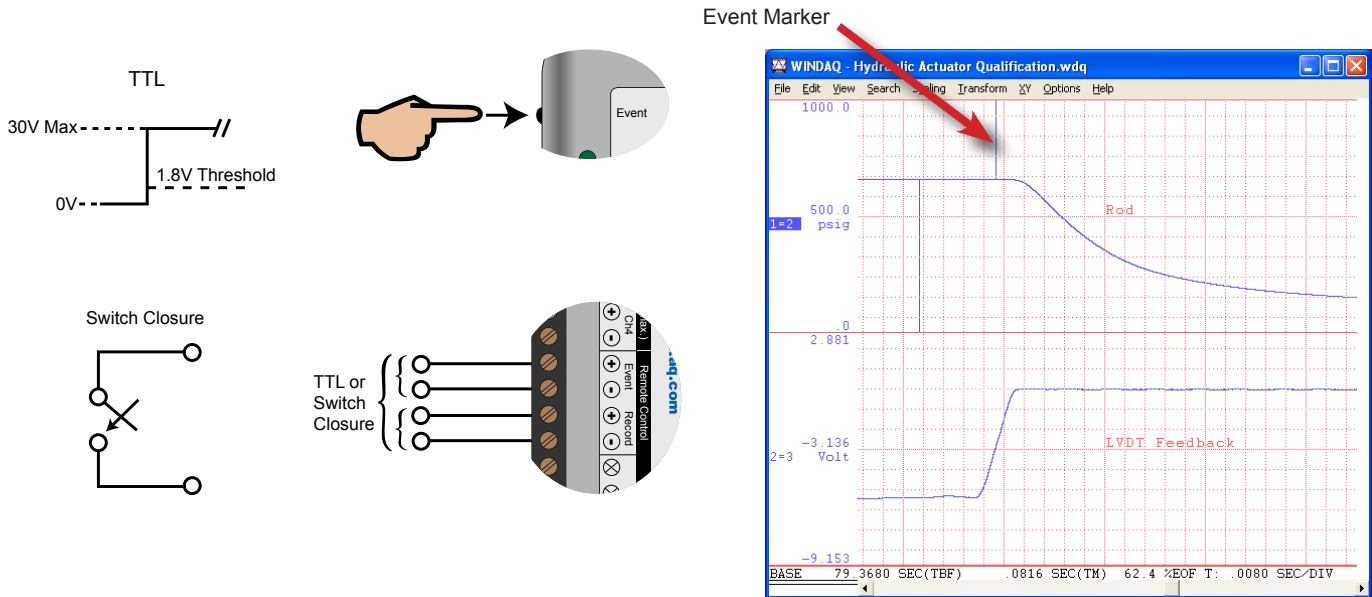 Event Marker
TTL
30V Max
1.8V Threshold
0V
Event
Switch Closure
TTL or
Switch
Closure
Ch4
+
-
Event
+
-
Record
+
-
ax.)
Remote Control
aq.com
WINDAQ - Hydraulic Actuator Qualification.wdq
File Edit View Search Scaling Transform XY Options Help
1000.0
500.0
1=2 psig
Rod
.0
2.881
-3.136
2=3 Volt
LVDT Feedback
-9.153
BASE 79.3680 SEC(TBF) .0816 SEC(TM) 62.4 %EOF T: .0080 SEC/DIV